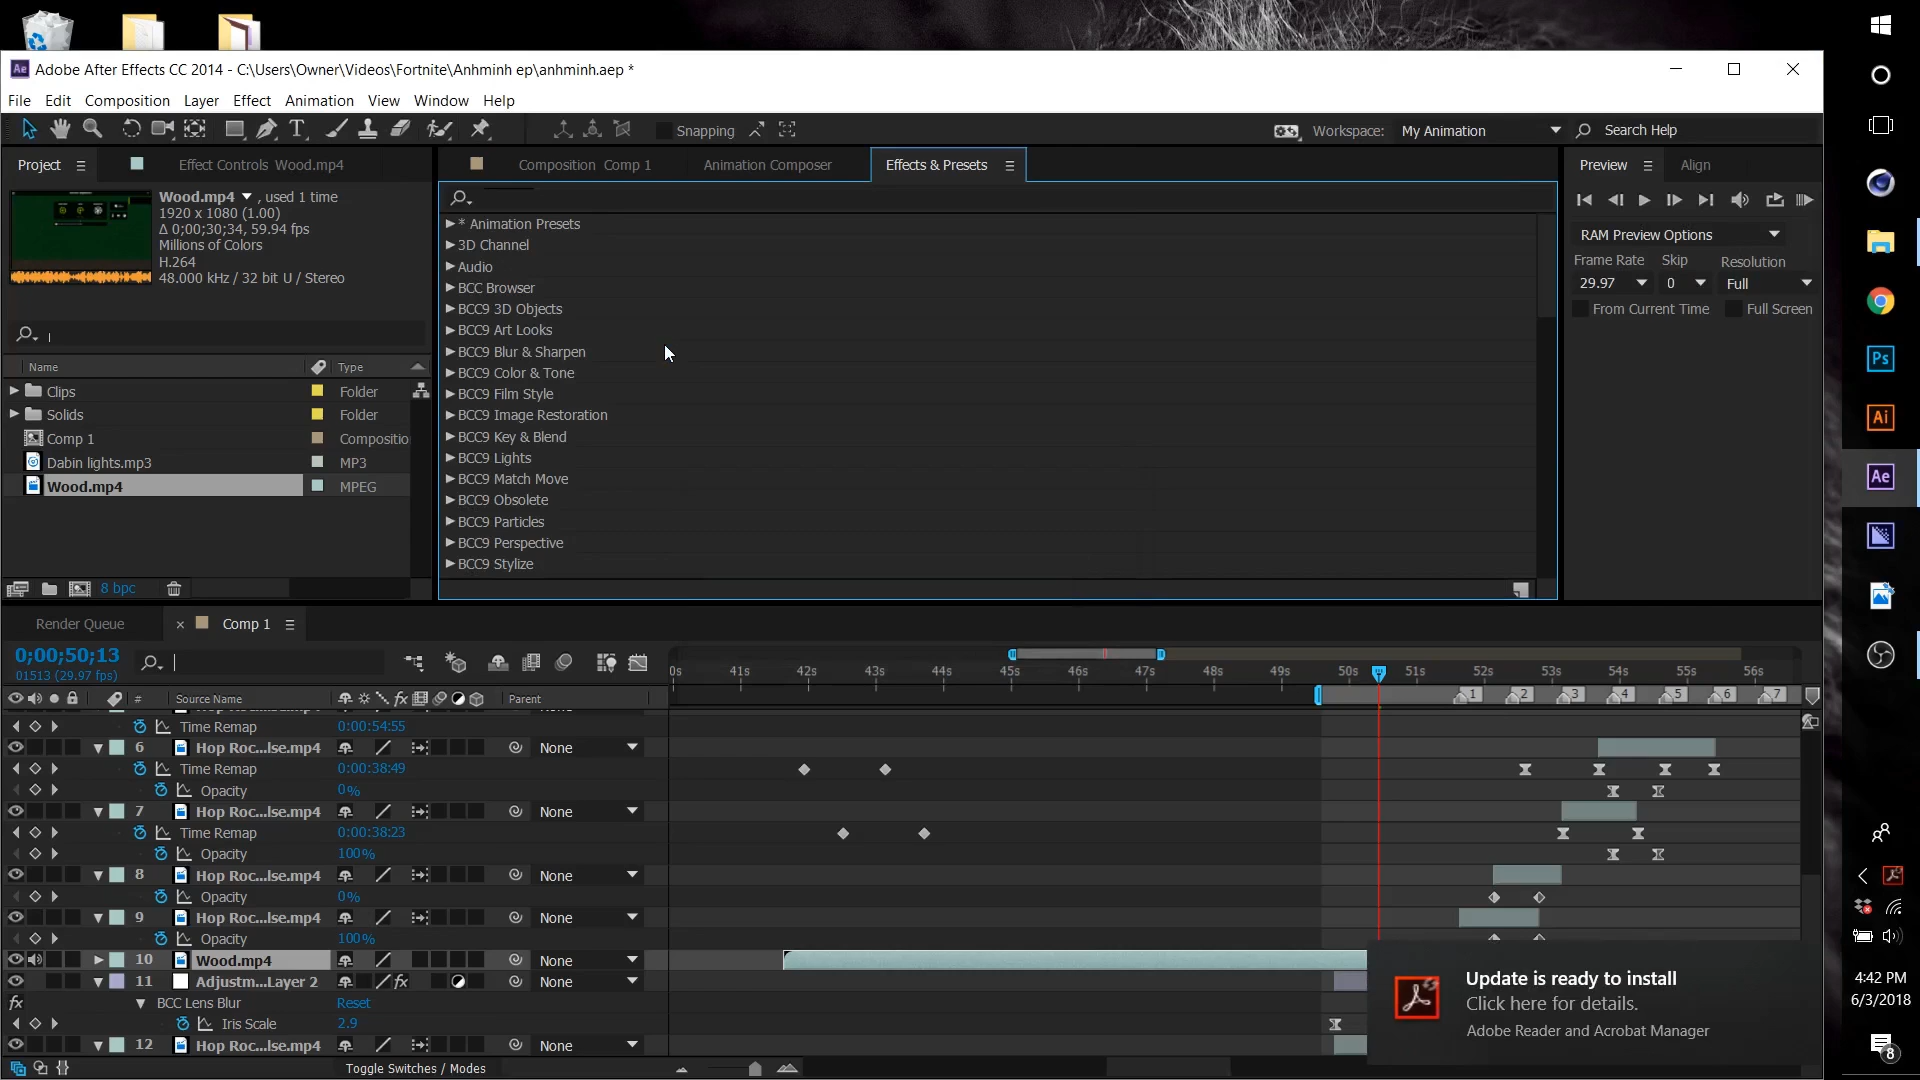 Adobe After Effects CC 2014 - C:\Users\Owner\Videos\Fortnite\Anhminh ep\anhminh.aep *
File Edit Composition Layer Effect Animation View Window Help
Snapping Workspace: My Animation Search Help
Project Effect Controls Wood.mp4 Composition Comp 1 Animation Composer Effects & Presets Preview Align
Wood.mp4 , used 1 time
1920 x 1080 (1.00)
Δ 0;00;30;34, 59.94 fps
Millions of Colors
H.264
48.000 kHz / 32 bit U / Stereo
Name Type
Clips Folder
Solids Folder
Comp 1 Compositio
Dabin lights.mp3 MP3
Wood.mp4 MPEG
8 bpc
* Animation Presets
3D Channel
Audio
BCC Browser
BCC9 3D Objects
BCC9 Art Looks
BCC9 Blur & Sharpen
BCC9 Color & Tone
BCC9 Film Style
BCC9 Image Restoration
BCC9 Key & Blend
BCC9 Lights
BCC9 Match Move
BCC9 Obsolete
BCC9 Particles
BCC9 Perspective
BCC9 Stylize
RAM Preview Options
Frame Rate Skip Resolution
29.97 0 Full
From Current Time Full Screen
Ps
Ai
Ae
Render Queue × Comp 1
0;00;50;13
01513 (29.97 fps)
0s 41s 42s 43s 44s 45s 46s 47s 48s 49s 50s 51s 52s 53s 54s 55s 56s
# Source Name Parent
1 2 3 4 5 6 7
Time Remap 0:00:54:55
6 Hop Roc...lse.mp4 None
Time Remap 0:00:38:49
Opacity 0%
7 Hop Roc...lse.mp4 None
Time Remap 0:00:38:23
Opacity 100%
8 Hop Roc...lse.mp4 None
Opacity 0%
9 Hop Roc...lse.mp4 None
Opacity 100%
10 Wood.mp4 None
11 Adjustm...Layer 2 fx None
fx BCC Lens Blur Reset
Iris Scale 2.9
12 Hop Roc...lse.mp4 None
Toggle Switches / Modes
Update is ready to install
Click here for details.
Adobe Reader and Acrobat Manager
4:42 PM
6/3/2018
8